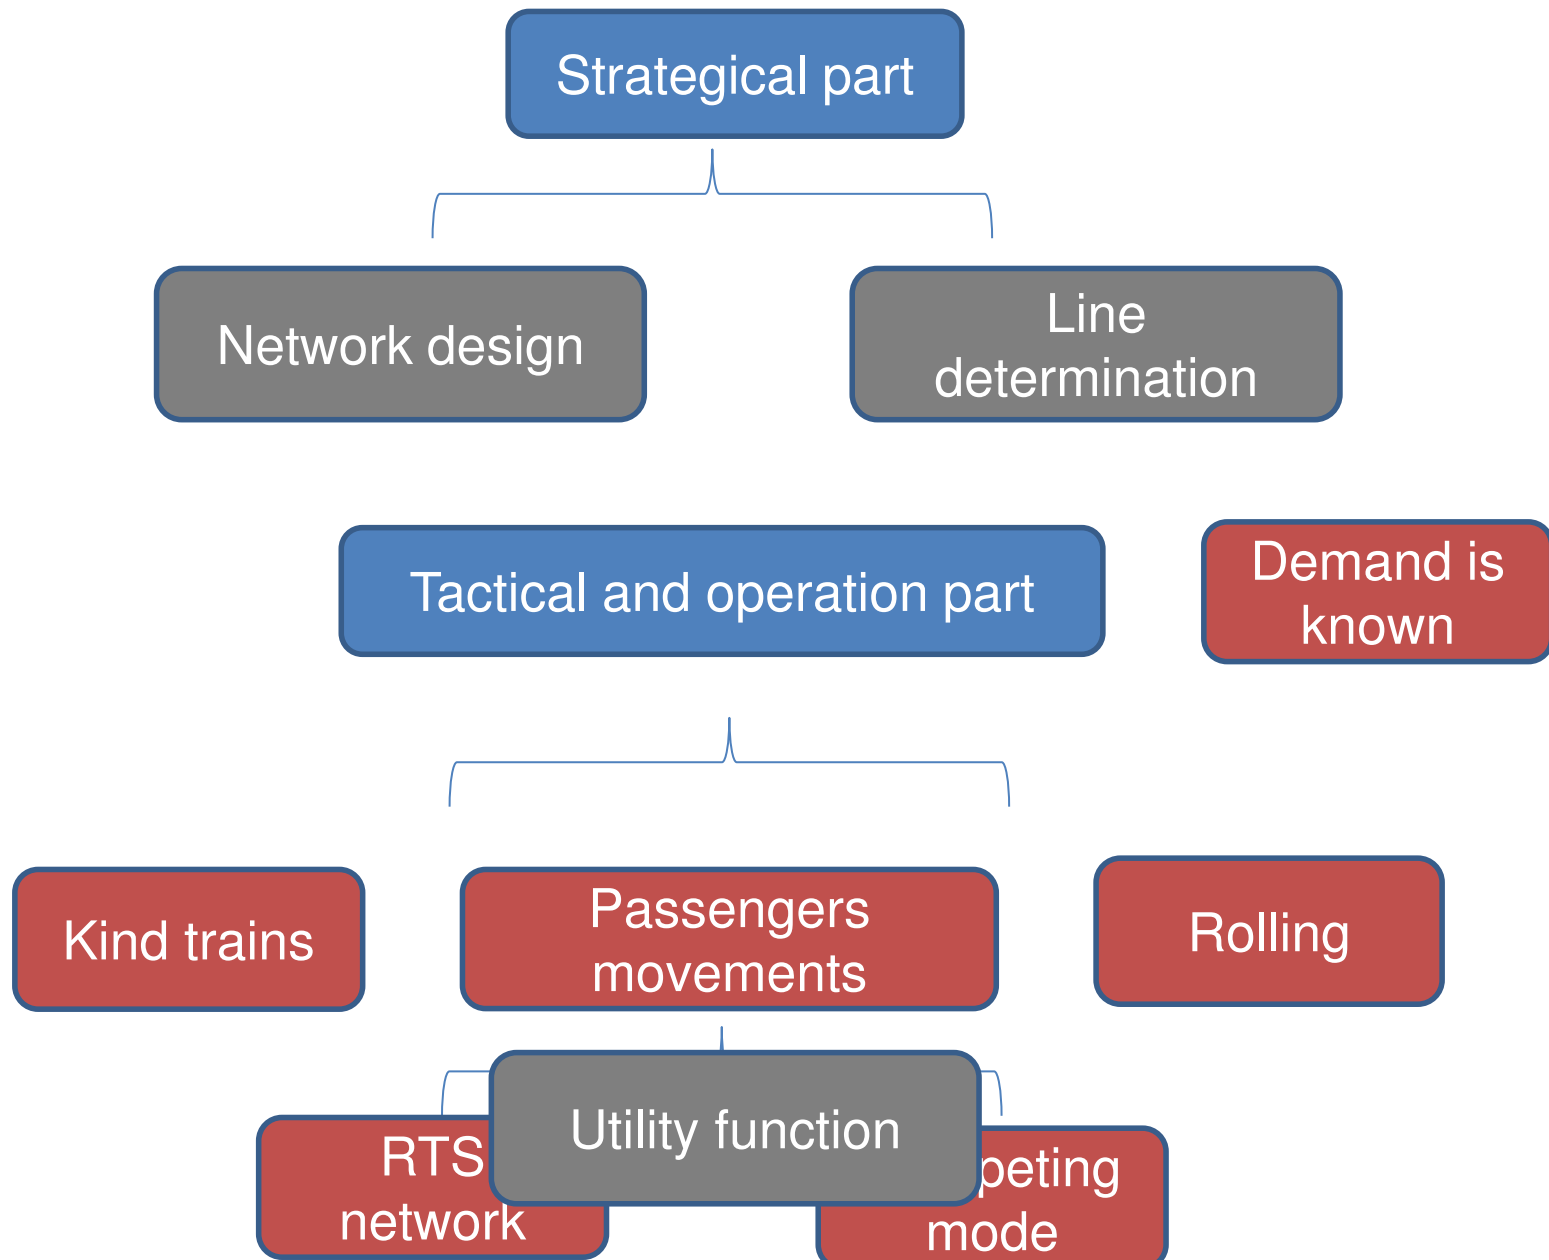 Strategical part
Network design
Line
determination
Tactical and operation part
Demand is
known
Kind trains
Passengers
movements
Rolling
Utility function
RTS
network
peting
mode